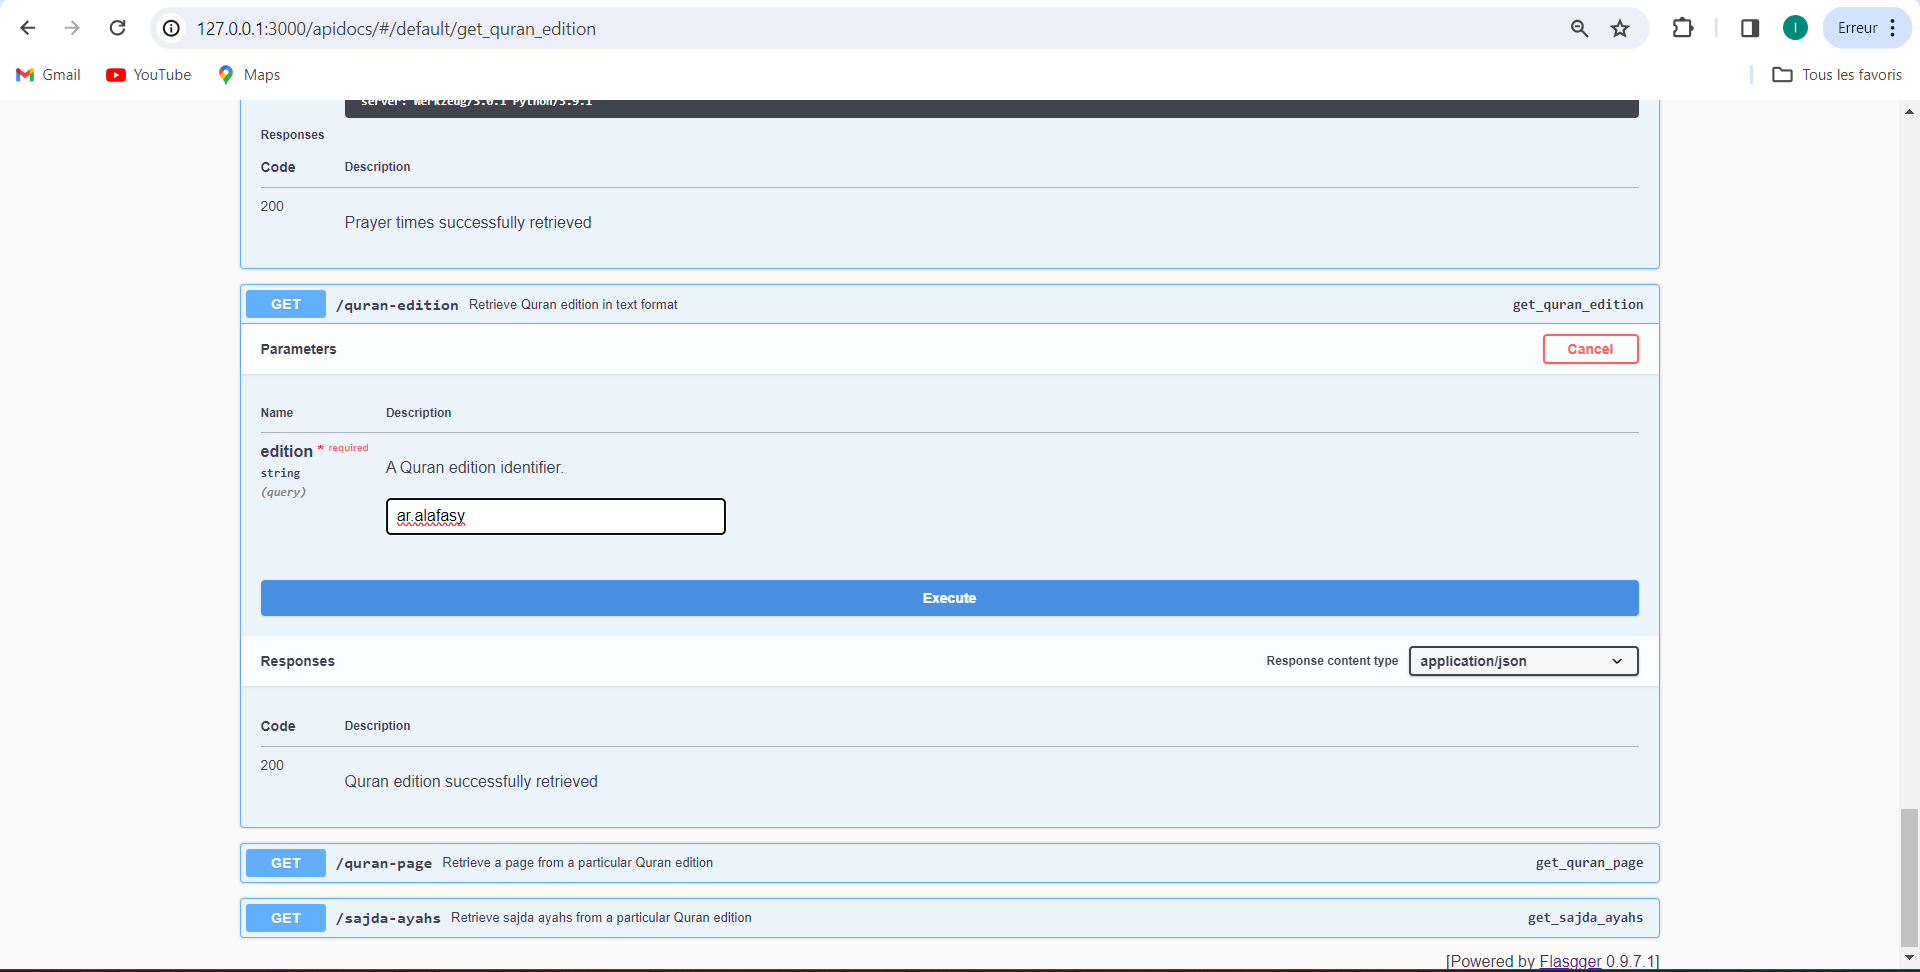 127.0.0.1:3000/apidocs/#/default/get_quran_edition
I
Erreur
Gmail
YouTube
Maps
Tous les favoris
server: Werkzeug/3.0.1 Python/3.9.1
Responses
Code Description
200
Prayer times successfully retrieved
GET /quran-edition Retrieve Quran edition in text format get_quran_edition
Parameters Cancel
Name Description
edition * required
string
(query)
A Quran edition identifier.
ar.alafasy
Execute
Responses Response content type application/json
Code Description
200
Quran edition successfully retrieved
GET /quran-page Retrieve a page from a particular Quran edition get_quran_page
GET /sajda-ayahs Retrieve sajda ayahs from a particular Quran edition get_sajda_ayahs
[Powered by Flasgger 0.9.7.1]